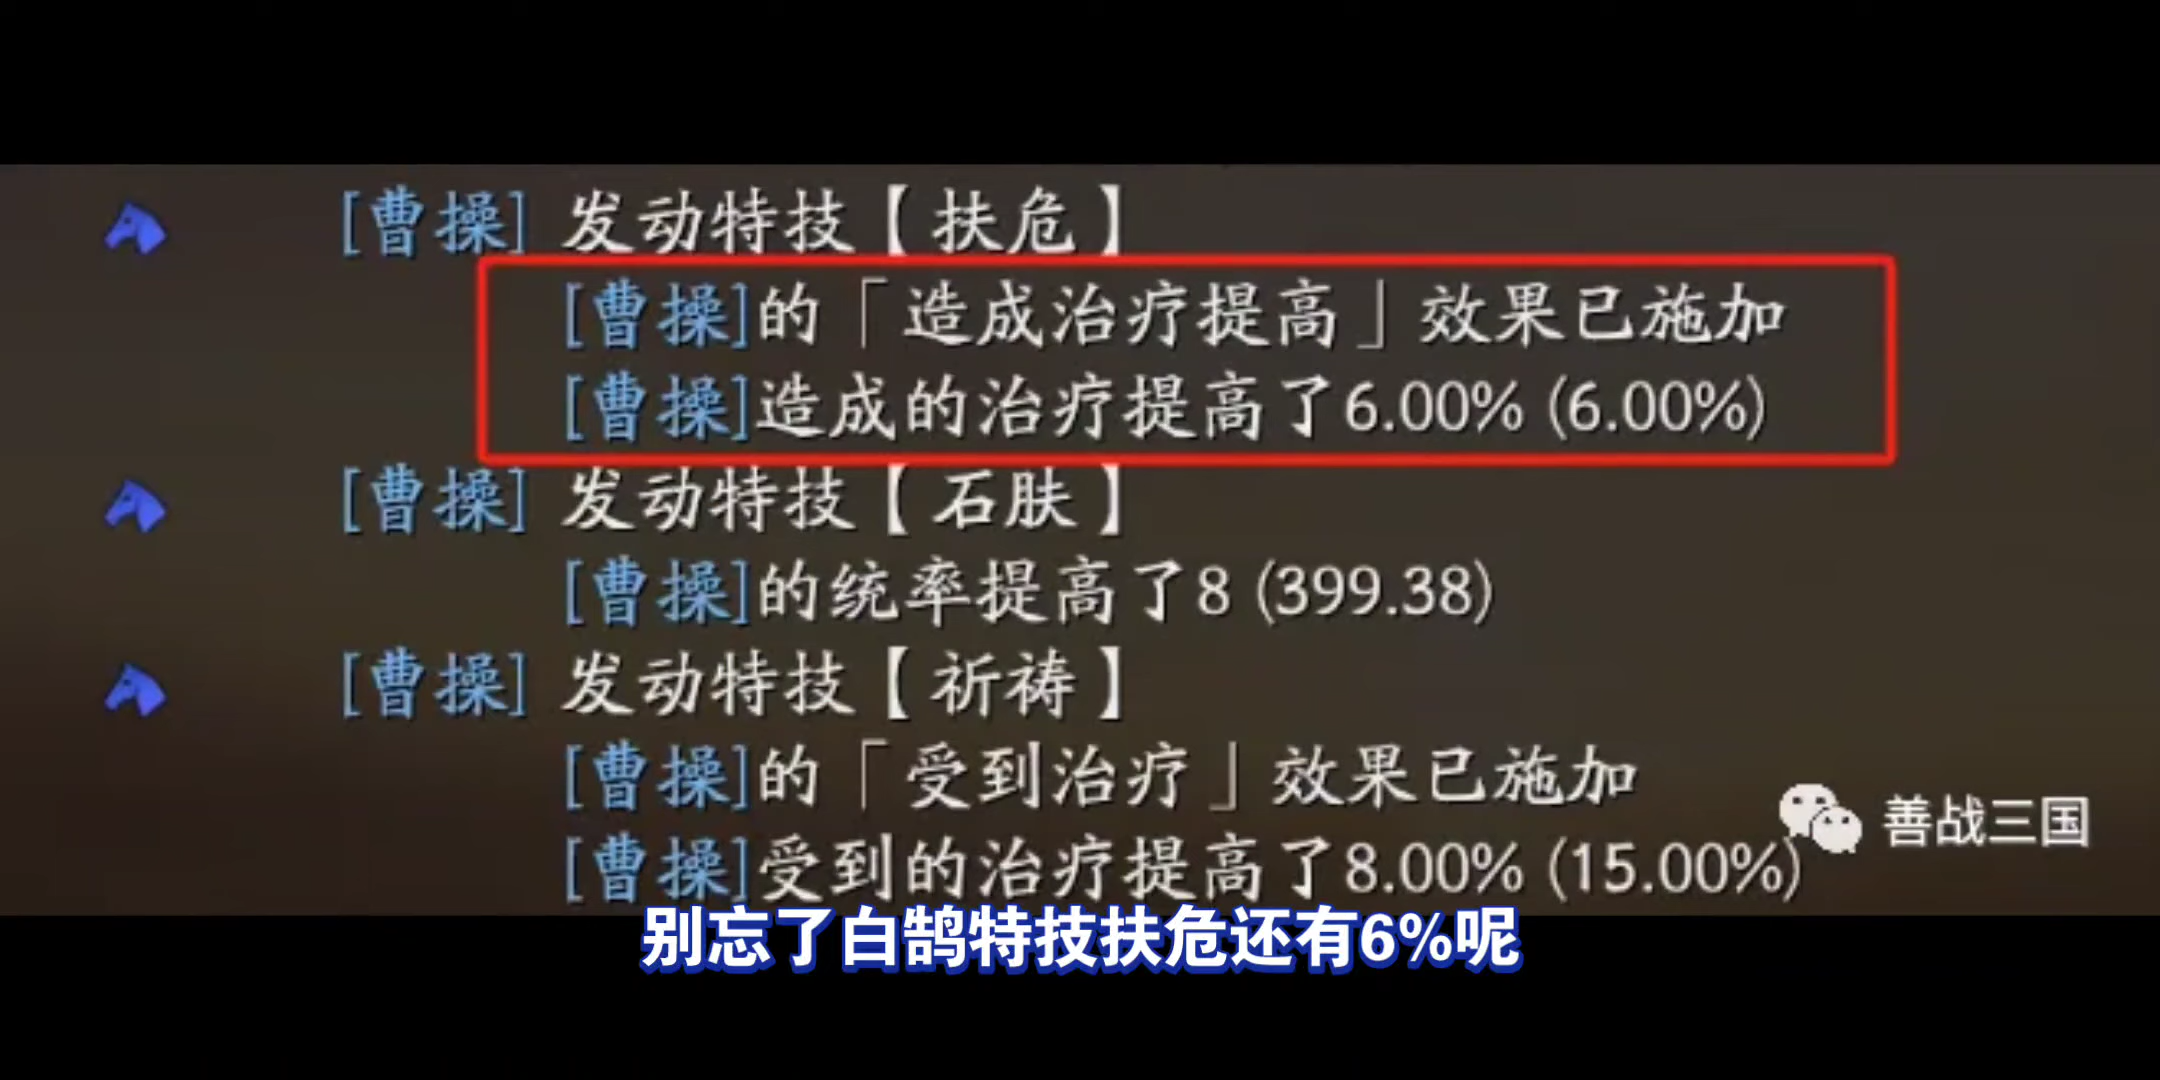 [曹操] 发动特技【扶危】
[曹操]的「造成治疗提高」效果已施加
[曹操]造成的治疗提高了6.00% (6.00%)
[曹操] 发动特技【石肤】
[曹操]的统率提高了8 (399.38)
[曹操] 发动特技【祈祷】
[曹操]的「受到治疗」效果已施加
[曹操]受到的治疗提高了8.00% (15.00%)
善战三国
别忘了白鹄特技扶危还有6%呢